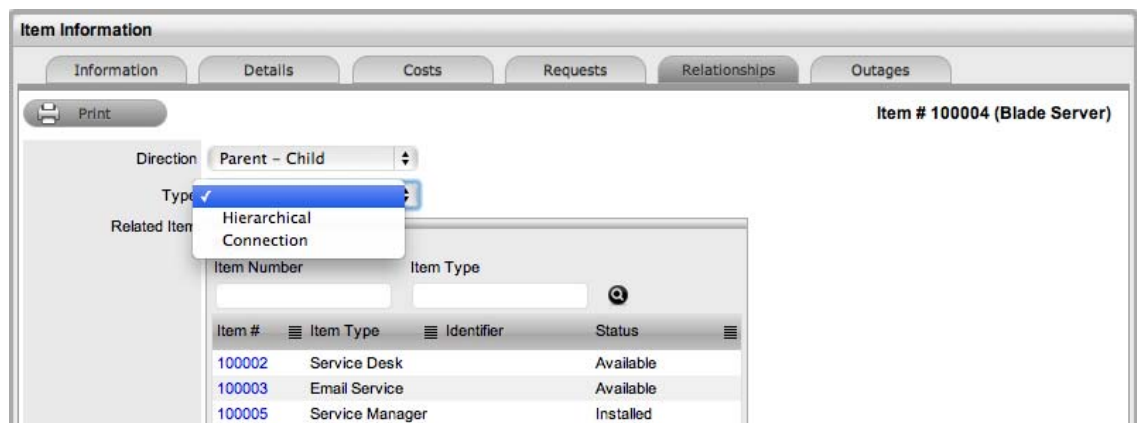 Item Information
Information Details Costs Requests Relationships Outages
Print Item # 100004 (Blade Server)
Direction Parent – Child
Type ✓
Hierarchical
Related Item
Connection
Item Number Item Type
Item # Item Type Identifier Status
100002 Service Desk Available
100003 Email Service Available
100005 Service Manager Installed